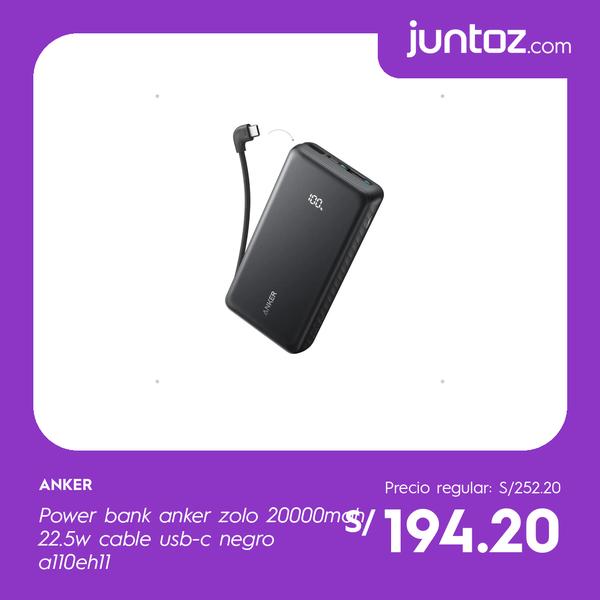 juntoz.com
100%
ANKER
ANKER
Precio regular: S/252.20
Power bank anker zolo 20000mah
22.5w cable usb-c negro
a110eh11
S/ 194.20